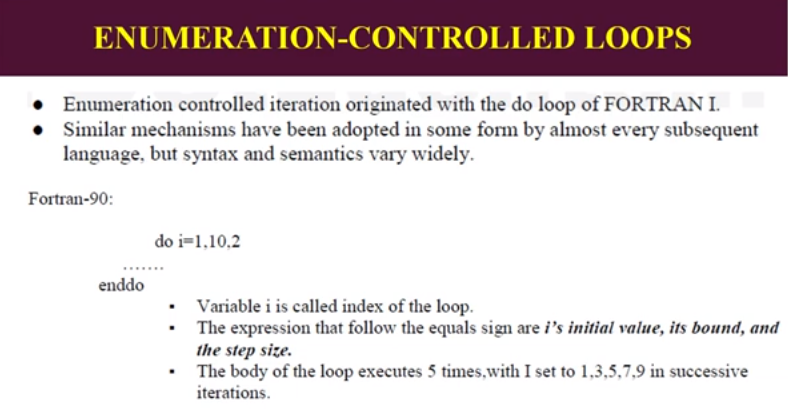 ENUMERATION-CONTROLLED LOOPS
● Enumeration controlled iteration originated with the do loop of FORTRAN I.
● Similar mechanisms have been adopted in some form by almost every subsequent
language, but syntax and semantics vary widely.
Fortran-90:
do i=1,10,2
.......
enddo
▪ Variable i is called index of the loop.
▪ The expression that follow the equals sign are i's initial value, its bound, and
the step size.
▪ The body of the loop executes 5 times,with I set to 1,3,5,7,9 in successive
iterations.